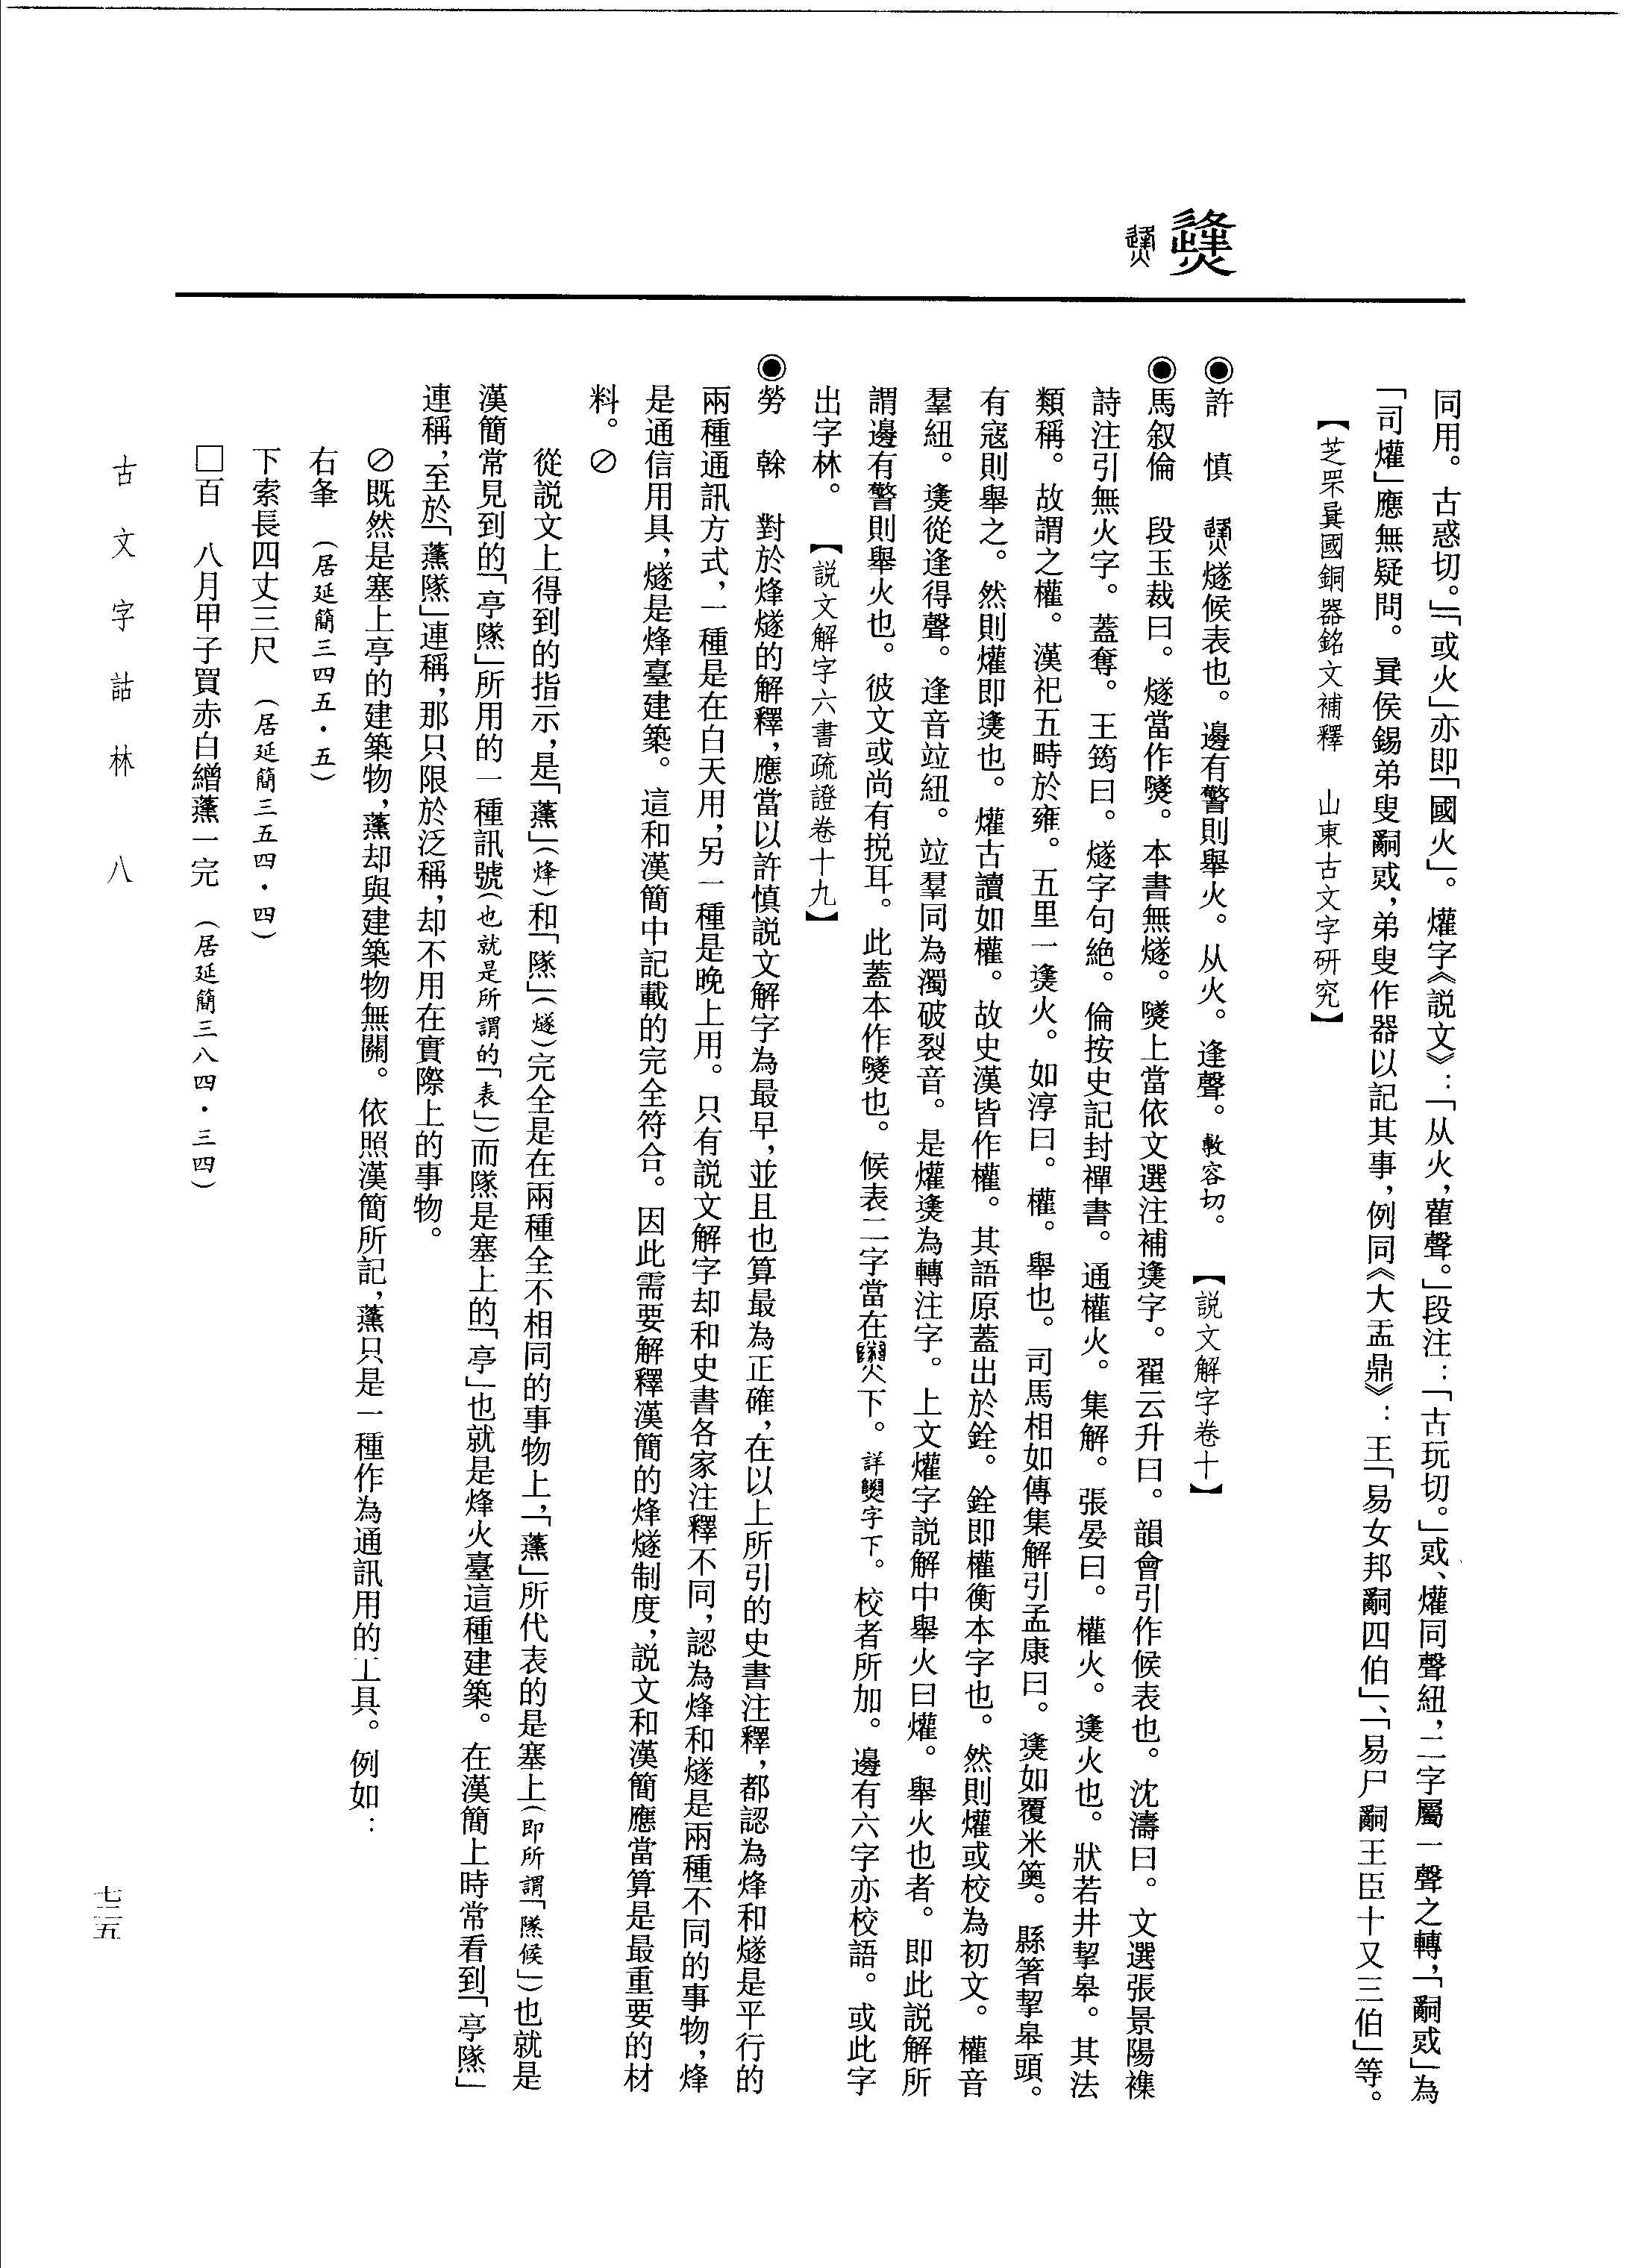 㷭
同用。古惑切。」「「或火」亦即「國火」。爟字《説文》：「从火，雚聲。」段注：「古玩切。」或、爟同聲紐，二字屬一聲之轉，「嗣或」為
「司爟」應無疑問。㠱侯錫弟叟嗣或，弟叟作器以記其事，例同《大盂鼎》：王「易女邦嗣四伯」、「易尸嗣王臣十又三伯」等。
【芝罘㠱國銅器銘文補釋　山東古文字研究】
◉許　慎　燧候表也。邊有警則舉火。从火。逢聲。敷容切。　【説文解字卷十】
◉馬叙倫　段玉裁曰。燧當作㸂。本書無燧。㸂上當依文選注補㷭字。翟云升曰。韻會引作候表也。沈濤曰。文選張景陽襍
詩注引無火字。蓋奪。王筠曰。燧字句絶。倫按史記封禪書。通權火。集解。張晏曰。權火。㷭火也。狀若井挈皋。其法
類稱。故謂之權。漢祀五畤於雍。五里一㷭火。如淳曰。權。舉也。司馬相如傳集解引孟康曰。㷭如覆米䉛。縣箸挈皋頭。
有寇則舉之。然則爟即㷭也。爟古讀如權。故史漢皆作權。其語原蓋出於銓。銓即權衡本字也。然則爟或校為初文。權音
羣紐。㷭從逢得聲。逢音竝紐。竝羣同為濁破裂音。是爟㷭為轉注字。上文爟字説解中舉火曰爟。舉火也者。即此説解所
謂邊有警則舉火也。彼文或尚有挩耳。此蓋本作㸂也。候表二字當在下。詳㸂字下。校者所加。邊有六字亦校語。或此字
出字林。　【説文解字六書疏證卷十九】
◉勞　榦　對於烽燧的解釋，應當以許慎説文解字為最早，並且也算最為正確，在以上所引的史書注釋，都認為烽和燧是平行的
兩種通訊方式，一種是在白天用，另一種是晚上用。只有説文解字却和史書各家注釋不同，認為烽和燧是兩種不同的事物，烽
是通信用具，燧是烽臺建築。這和漢簡中記載的完全符合。因此需要解釋漢簡的烽燧制度，説文和漢簡應當算是最重要的材
料。⊘
從説文上得到的指示，是「蓬」（烽）和「隊」（燧）完全是在兩種全不相同的事物上，「蓬」所代表的是塞上（即所謂「隊候」）也就是
漢簡常見到的「亭隊」所用的一種訊號（也就是所謂的「表」）而隊是塞上的「亭」也就是烽火臺這種建築。在漢簡上時常看到「亭隊」
連稱，至於「蓬隊」連稱，那只限於泛稱，却不用在實際上的事物。
⊘既然是塞上亭的建築物，蓬却與建築物無關。依照漢簡所記，蓬只是一種作為通訊用的工具。例如：
右夆　（居延簡三四五・五）
下索長四丈三尺　（居延簡三五四・四）
□百　八月甲子買赤白繒蓬一完　（居延簡三八四・三四）
古文字詁林　八
七三五